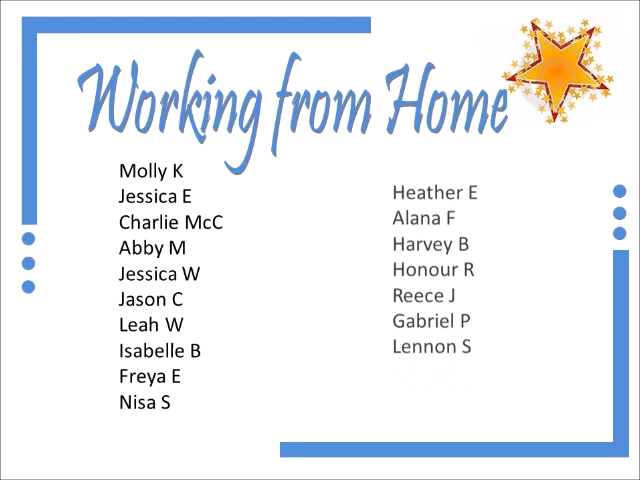 Working from Home
Molly K
Jessica E
Charlie McC
Abby M
Jessica W
Jason C
Leah W
Isabelle B
Freya E
Nisa S
Heather E
Alana F
Harvey B
Honour R
Reece J
Gabriel P
Lennon S